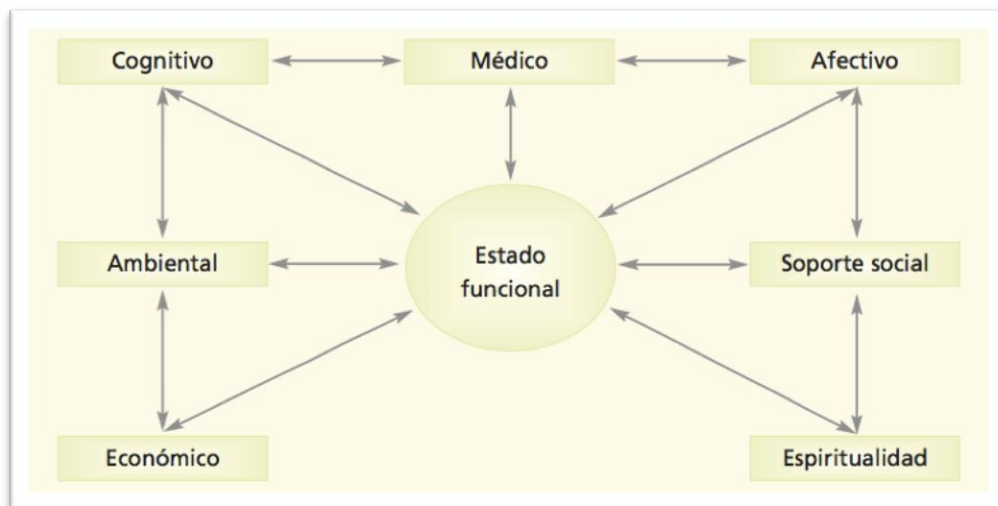 Cognitivo
Médico
Afectivo
Ambiental
Estado
funcional
Soporte social
Económico
Espiritualidad